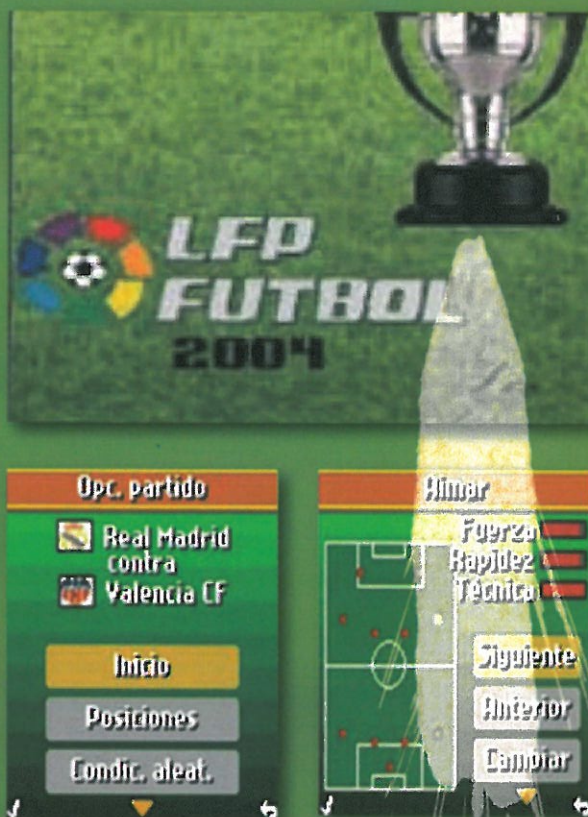 LFP
FUTBOL
2004
Opc. partido
Real Madrid
contra
Valencia CF
Inicio
Posiciones
Condic. aleat.
Aimar
Fuerza
Rapidez
Técnica
Siguiente
Anterior
Cambiar